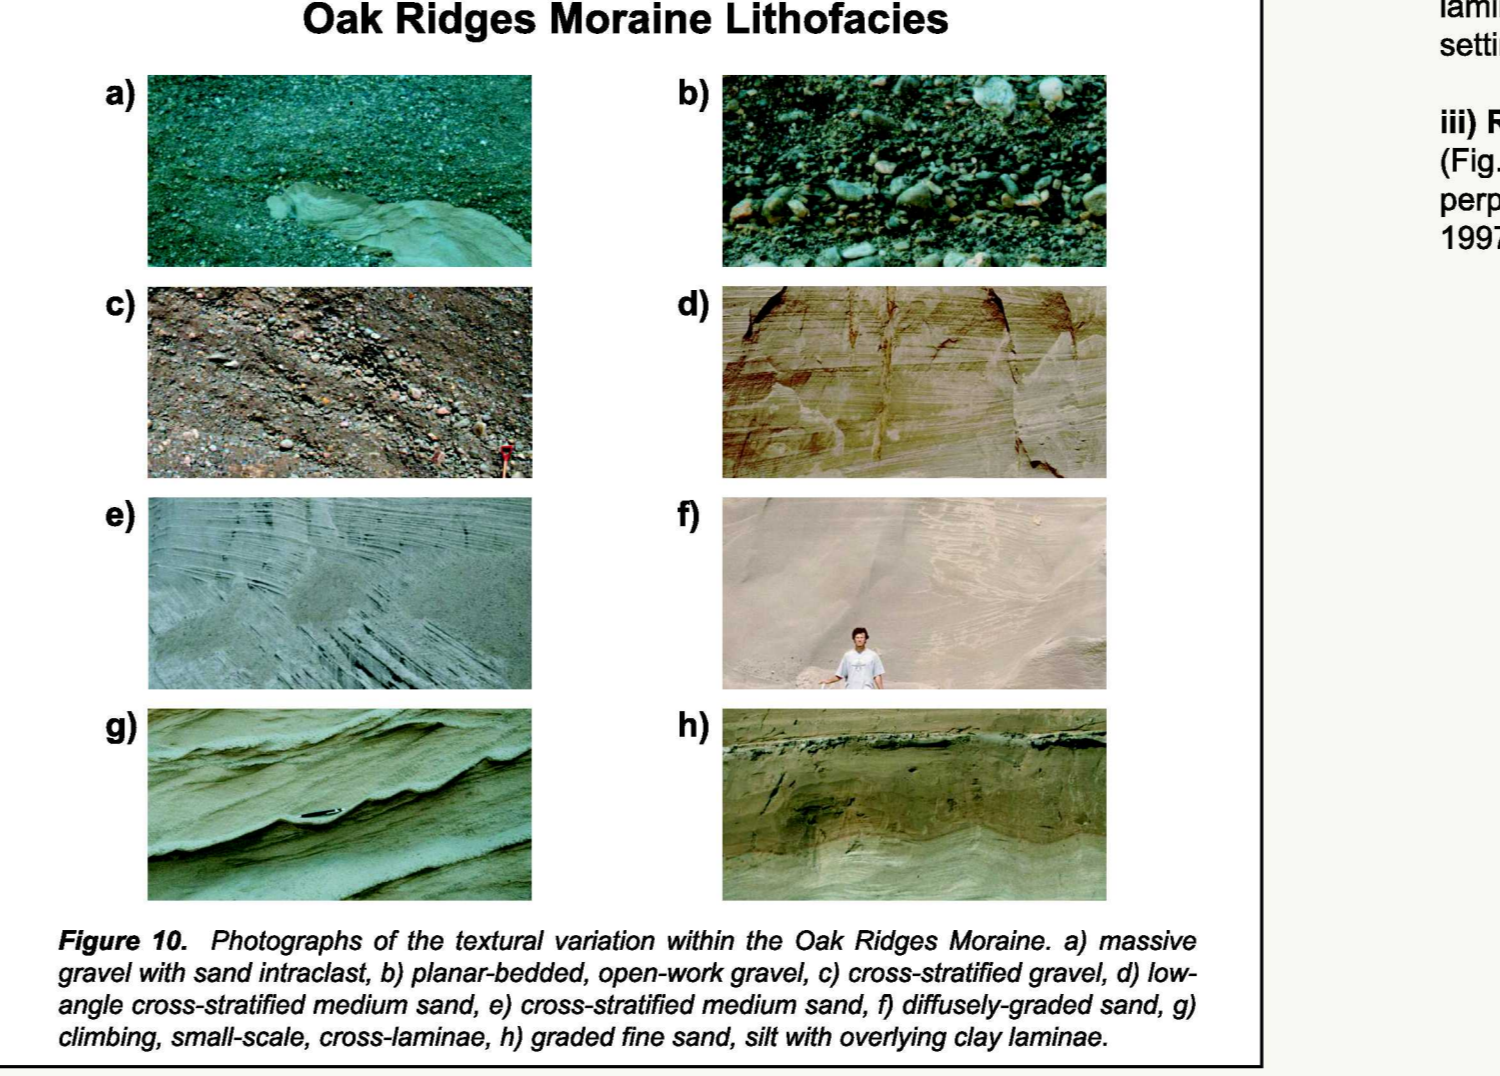 Oak Ridges Moraine Lithofacies
a)
b)
c)
d)
e)
f)
g)
h)
Figure 10. Photographs of the textural variation within the Oak Ridges Moraine. a) massive
gravel with sand intraclast, b) planar-bedded, open-work gravel, c) cross-stratified gravel, d) low-
angle cross-stratified medium sand, e) cross-stratified medium sand, f) diffusely-graded sand, g)
climbing, small-scale, cross-laminae, h) graded fine sand, silt with overlying clay laminae.
iii)
(Fig.